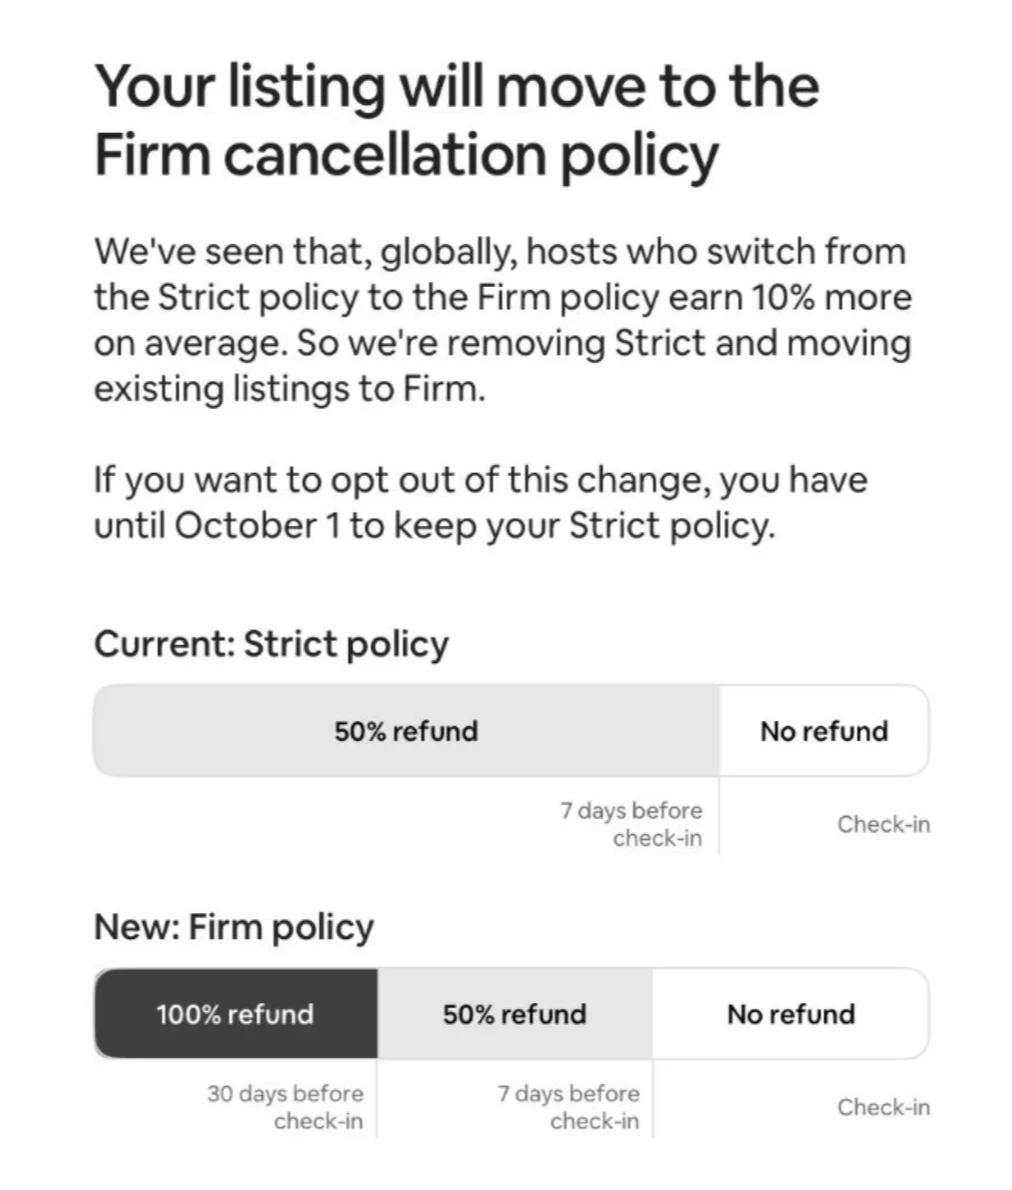 Your listing will move to the
Firm cancellation policy
We've seen that, globally, hosts who switch from
the Strict policy to the Firm policy earn 10% more
on average. So we're removing Strict and moving
existing listings to Firm.
If you want to opt out of this change, you have
until October 1 to keep your Strict policy.
Current: Strict policy
50% refund
No refund
7 days before
check-in
Check-in
New: Firm policy
100% refund
50% refund
No refund
30 days before
check-in
7 days before
check-in
Check-in